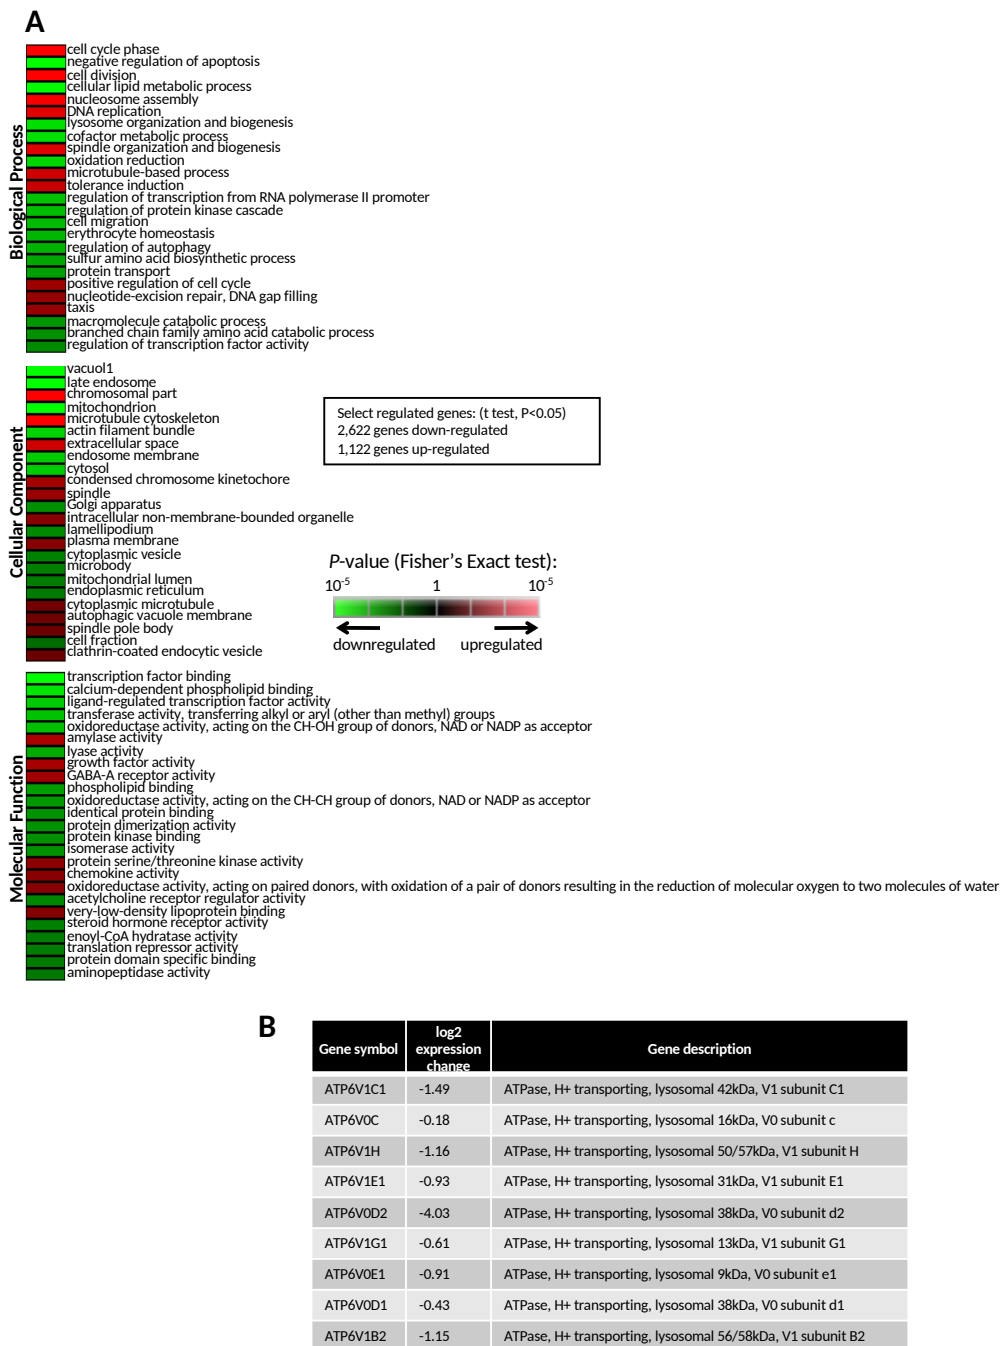 A
Biological Process
cell cycle phase
negative regulation of apoptosis
cell division
cellular lipid metabolic process
nucleosome assembly
DNA replication
lysosome organization and biogenesis
cofactor metabolic process
spindle organization and biogenesis
oxidation reduction
microtubule-based process
tolerance induction
regulation of transcription from RNA polymerase II promoter
regulation of protein kinase cascade
cell migration
erythrocyte homeostasis
regulation of autophagy
sulfur amino acid biosynthetic process
protein transport
positive regulation of cell cycle
nucleotide-excision repair, DNA gap filling
taxis
macromolecule catabolic process
branched chain family amino acid catabolic process
regulation of transcription factor activity
Cellular Component
vacuol1
late endosome
chromosomal part
mitochondrion
microtubule cytoskeleton
actin filament bundle
extracellular space
endosome membrane
cytosol
condensed chromosome kinetochore
spindle
Golgi apparatus
intracellular non-membrane-bounded organelle
lamellipodium
plasma membrane
cytoplasmic vesicle
microbody
mitochondrial lumen
endoplasmic reticulum
cytoplasmic microtubule
autophagic vacuole membrane
spindle pole body
cell fraction
clathrin-coated endocytic vesicle
Select regulated genes: (t test, P<0.05)
2,622 genes down-regulated
1,122 genes up-regulated
P-value (Fisher's Exact test):
10-5 1 10-5
downregulated upregulated
Molecular Function
transcription factor binding
calcium-dependent phospholipid binding
ligand-regulated transcription factor activity
transferase activity, transferring alkyl or aryl (other than methyl) groups
oxidoreductase activity, acting on the CH-OH group of donors, NAD or NADP as acceptor
amylase activity
lyase activity
growth factor activity
GABA-A receptor activity
phospholipid binding
oxidoreductase activity, acting on the CH-CH group of donors, NAD or NADP as acceptor
identical protein binding
protein dimerization activity
protein kinase binding
isomerase activity
protein serine/threonine kinase activity
chemokine activity
oxidoreductase activity, acting on paired donors, with oxidation of a pair of donors resulting in the reduction of molecular oxygen to two molecules of water
acetylcholine receptor regulator activity
very-low-density lipoprotein binding
steroid hormone receptor activity
enoyl-CoA hydratase activity
translation repressor activity
protein domain specific binding
aminopeptidase activity
B
Gene symbol log2 expression change Gene description
ATP6V1C1 -1.49 ATPase, H+ transporting, lysosomal 42kDa, V1 subunit C1
ATP6V0C -0.18 ATPase, H+ transporting, lysosomal 16kDa, V0 subunit c
ATP6V1H -1.16 ATPase, H+ transporting, lysosomal 50/57kDa, V1 subunit H
ATP6V1E1 -0.93 ATPase, H+ transporting, lysosomal 31kDa, V1 subunit E1
ATP6V0D2 -4.03 ATPase, H+ transporting, lysosomal 38kDa, V0 subunit d2
ATP6V1G1 -0.61 ATPase, H+ transporting, lysosomal 13kDa, V1 subunit G1
ATP6V0E1 -0.91 ATPase, H+ transporting, lysosomal 9kDa, V0 subunit e1
ATP6V0D1 -0.43 ATPase, H+ transporting, lysosomal 38kDa, V0 subunit d1
ATP6V1B2 -1.15 ATPase, H+ transporting, lysosomal 56/58kDa, V1 subunit B2